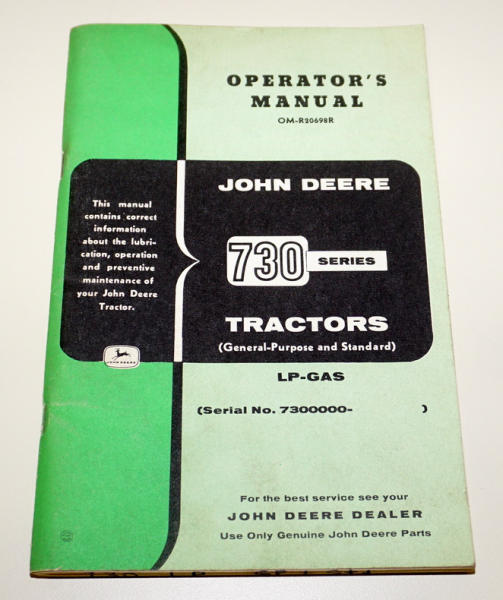 OPERATOR'S
MANUAL
OM-R20698R
This manual
contains correct
information
about the lubri-
cation, operation
and preventive
maintenance of
your John Deere
Tractor.
JOHN DEERE
JOHN DEERE
730 SERIES
TRACTORS
(General-Purpose and Standard)
LP-GAS
(Serial No. 7300000- )
For the best service see your
JOHN DEERE DEALER
Use Only Genuine John Deere Parts